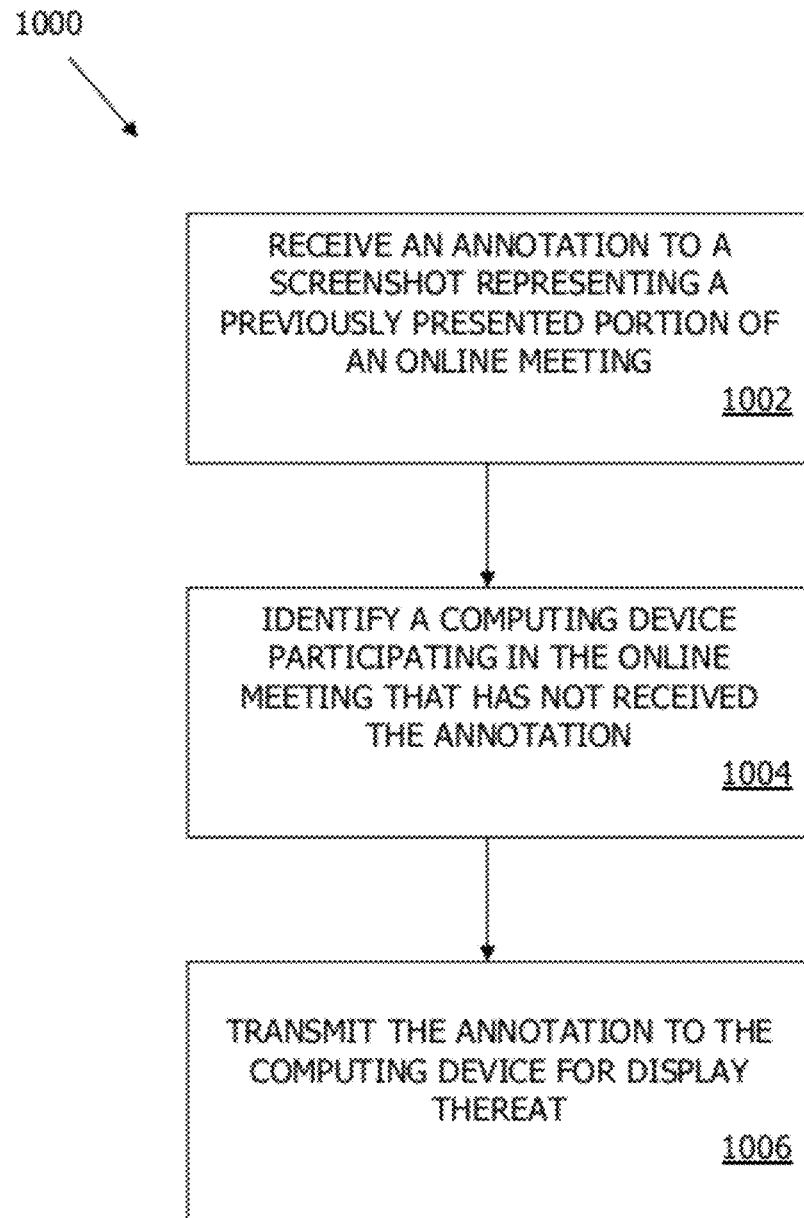 1000
RECEIVE AN ANNOTATION TO A
SCREENSHOT REPRESENTING A
PREVIOUSLY PRESENTED PORTION OF
AN ONLINE MEETING
1002
IDENTIFY A COMPUTING DEVICE
PARTICIPATING IN THE ONLINE
MEETING THAT HAS NOT RECEIVED
THE ANNOTATION
1004
TRANSMIT THE ANNOTATION TO THE
COMPUTING DEVICE FOR DISPLAY
THEREAT
1006